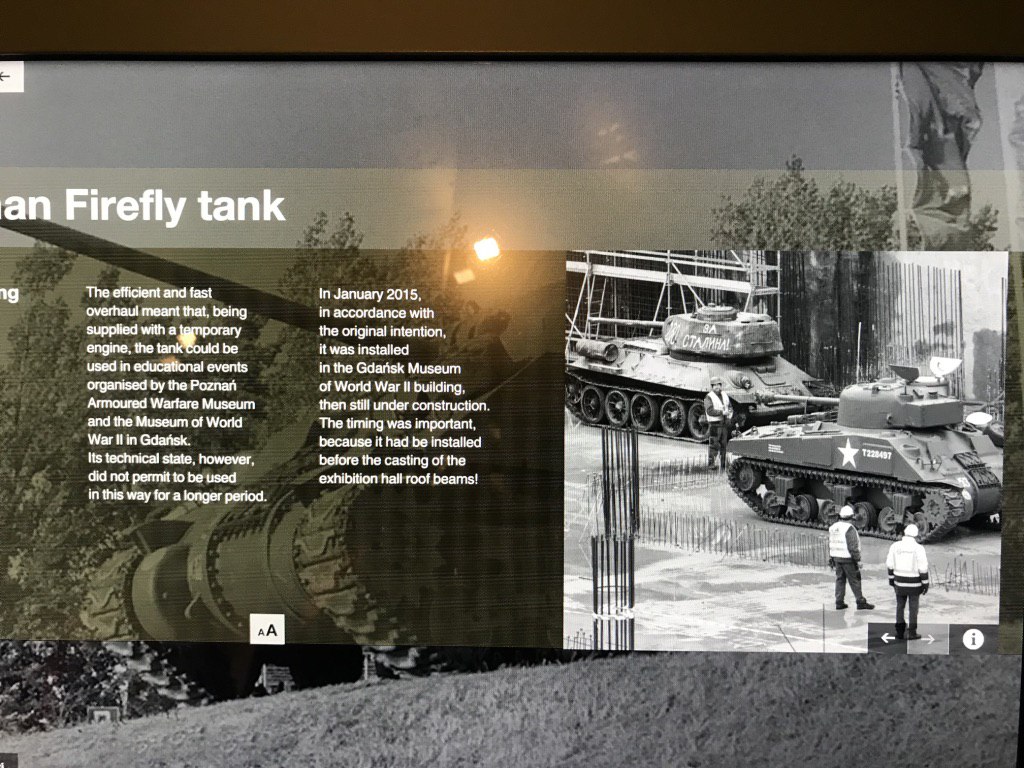 an Firefly tank
ng
The efficient and fast
overhaul meant that, being
supplied with a temporary
engine, the tank could be
used in educational events
organised by the Poznań
Armoured Warfare Museum
and the Museum of World
War II in Gdańsk.
Its technical state, however,
did not permit to be used
in this way for a longer period.
In January 2015,
in accordance with
the original intention,
it was installed
in the Gdańsk Museum
of World War II building,
then still under construction.
The timing was important,
because it had be installed
before the casting of the
exhibition hall roof beams!
ЗА
СТАЛИНА!
T228497
AA
i